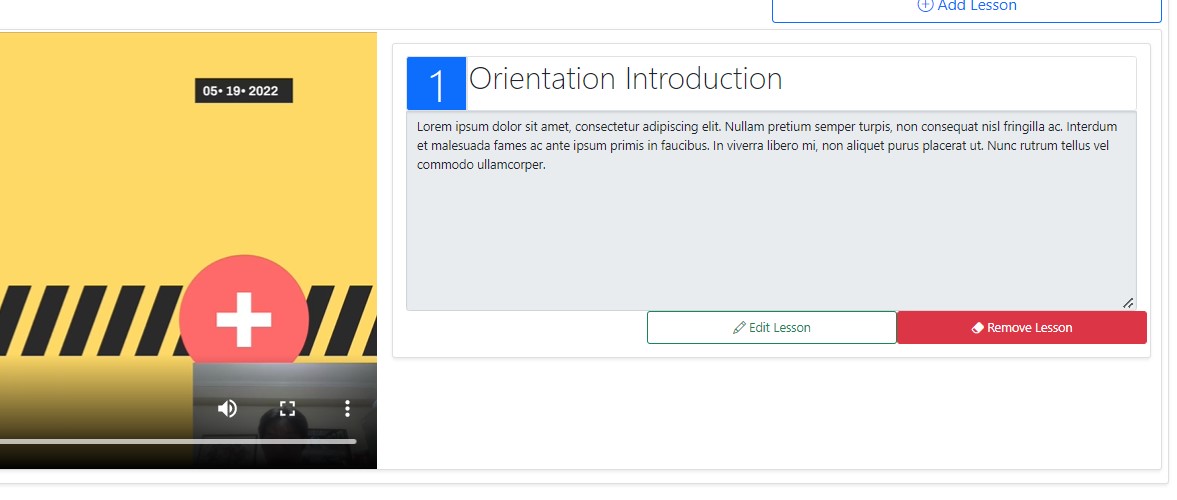 Add Lesson
05• 19• 2022
1
Orientation Introduction
Lorem ipsum dolor sit amet, consectetur adipiscing elit. Nullam pretium semper turpis, non consequat nisl fringilla ac. Interdum
et malesuada fames ac ante ipsum primis in faucibus. In viverra libero mi, non aliquet purus placerat ut. Nunc rutrum tellus vel
commodo ullamcorper.
Edit Lesson
Remove Lesson